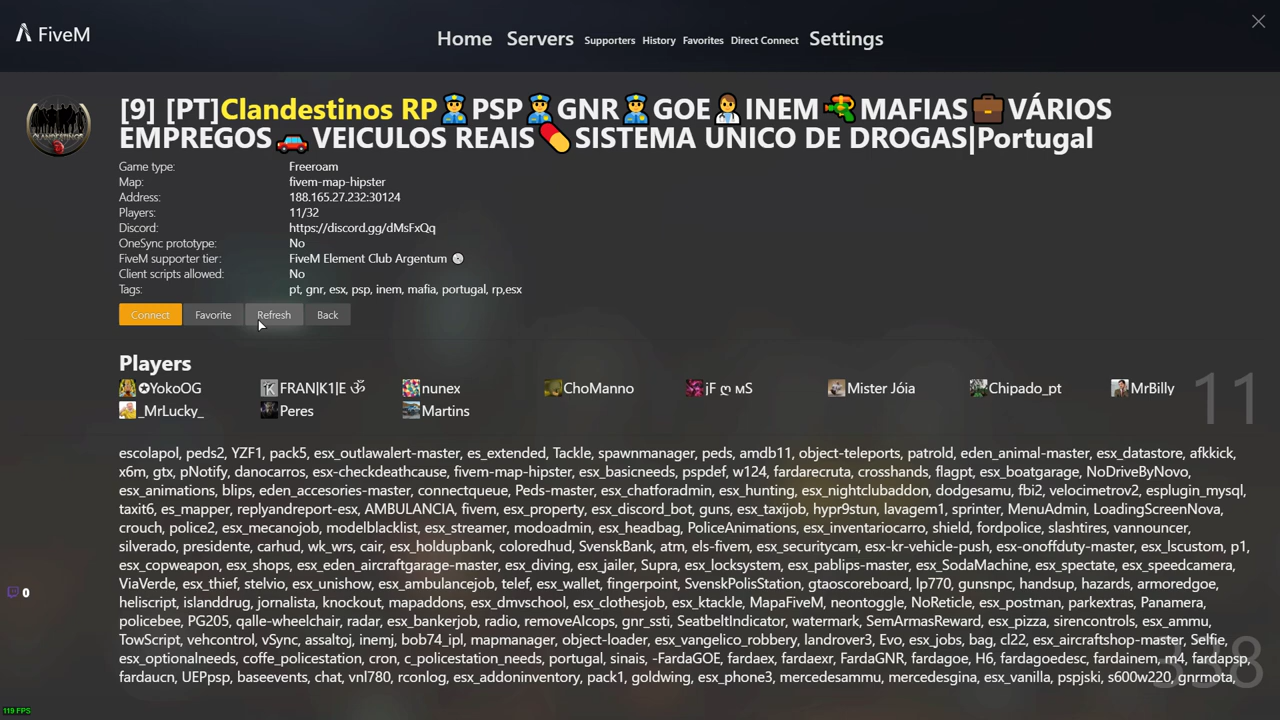 FiveM
Home Servers Supporters History Favorites Direct Connect Settings
[9] [PT]Clandestinos RP👮PSP👮GNR👮GOE👨‍⚕️INEM🔫MAFIAS💼VÁRIOS
EMPREGOS🚗VEICULOS REAIS💊SISTEMA UNICO DE DROGAS|Portugal
Game type: Freeroam
Map: fivem-map-hipster
Address: 188.165.27.232:30124
Players: 11/32
Discord: https://discord.gg/dMsFxQq
OneSync prototype: No
FiveM supporter tier: FiveM Element Club Argentum
Client scripts allowed: No
Tags: pt, gnr, esx, psp, inem, mafia, portugal, rp,esx
Connect Favorite Refresh Back
Players
✪YokoOG FRAN|K1|E ॐ nunex ChoManno ¡F ღ мS Mister Jóia Chipado_pt MrBilly 11
_MrLucky_ Peres Martins
escolapol, peds2, YZF1, pack5, esx_outlawalert-master, es_extended, Tackle, spawnmanager, peds, amdb11, object-teleports, patrold, eden_animal-master, esx_datastore, afkkick,
x6m, gtx, pNotify, danocarros, esx-checkdeathcause, fivem-map-hipster, esx_basicneeds, pspdef, w124, fardarecruta, crosshands, flagpt, esx_boatgarage, NoDriveByNovo,
esx_animations, blips, eden_accesories-master, connectqueue, Peds-master, esx_chatforadmin, esx_hunting, esx_nightclubaddon, dodgesamu, fbi2, velocimetrov2, esplugin_mysql,
taxit6, es_mapper, replyandreport-esx, AMBULANCIA, fivem, esx_property, esx_discord_bot, guns, esx_taxijob, hypr9stun, lavagem1, sprinter, MenuAdmin, LoadingScreenNova,
crouch, police2, esx_mecanojob, modelblacklist, esx_streamer, modoadmin, esx_headbag, PoliceAnimations, esx_inventariocarro, shield, fordpolice, slashtires, vannouncer,
silverado, presidente, carhud, wk_wrs, cair, esx_holdupbank, coloredhud, SvenskBank, atm, els-fivem, esx_securitycam, esx-kr-vehicle-push, esx-onoffduty-master, esx_lscustom, p1,
esx_copweapon, esx_shops, esx_eden_aircraftgarage-master, esx_diving, esx_jailer, Supra, esx_locksystem, esx_pablips-master, esx_SodaMachine, esx_spectate, esx_speedcamera,
ViaVerde, esx_thief, stelvio, esx_unishow, esx_ambulancejob, telef, esx_wallet, fingerpoint, SvenskPolisStation, gtaoscoreboard, lp770, gunsnpc, handsup, hazards, armoredgoe,
0
heliscript, islanddrug, jornalista, knockout, mapaddons, esx_dmvschool, esx_clothesjob, esx_ktackle, MapaFiveM, neontoggle, NoReticle, esx_postman, parkextras, Panamera,
policebee, PG205, qalle-wheelchair, radar, esx_bankerjob, radio, removeAIcops, gnr_ssti, SeatbeltIndicator, watermark, SemArmasReward, esx_pizza, sirencontrols, esx_ammu,
TowScript, vehcontrol, vSync, assaltoj, inemj, bob74_ipl, mapmanager, object-loader, esx_vangelico_robbery, landrover3, Evo, esx_jobs, bag, cl22, esx_aircraftshop-master, Selfie,
esx_optionalneeds, coffe_policestation, cron, c_policestation_needs, portugal, sinais, -FardaGOE, fardaex, fardaexr, FardaGNR, fardagoe, H6, fardagoedesc, fardainem, m4, fardapsp,
fardaucn, UEPpsp, baseevents, chat, vnl780, rconlog, esx_addoninventory, pack1, goldwing, esx_phone3, mercedesammu, mercedesgina, esx_vanilla, pspjski, s600w220, gnrmota,
338
119 FPS